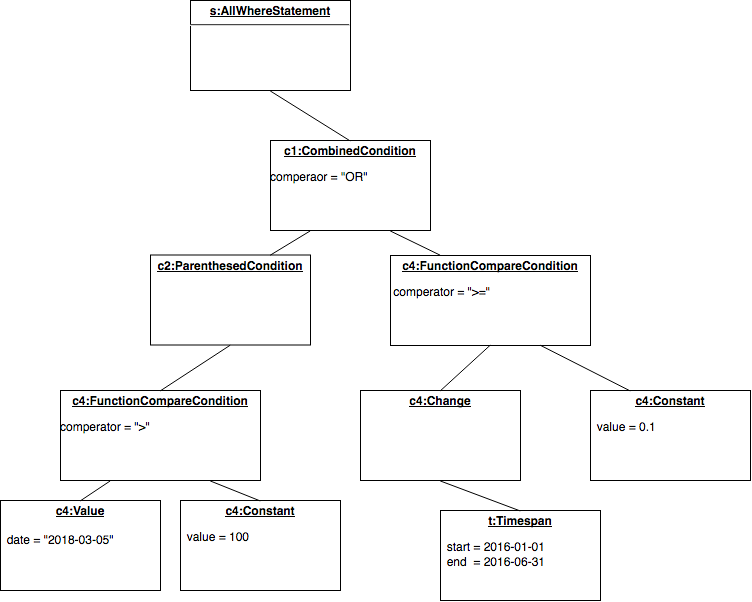 s:AllWhereStatement
c1:CombinedCondition
comperaor = "OR"
c2:ParenthesedCondition
c4:FunctionCompareCondition
comperator = ">="
c4:FunctionCompareCondition
comperator = ">"
c4:Change
c4:Constant
value = 0.1
c4:Value
date = "2018-03-05"
c4:Constant
value = 100
t:Timespan
start = 2016-01-01
end = 2016-06-31